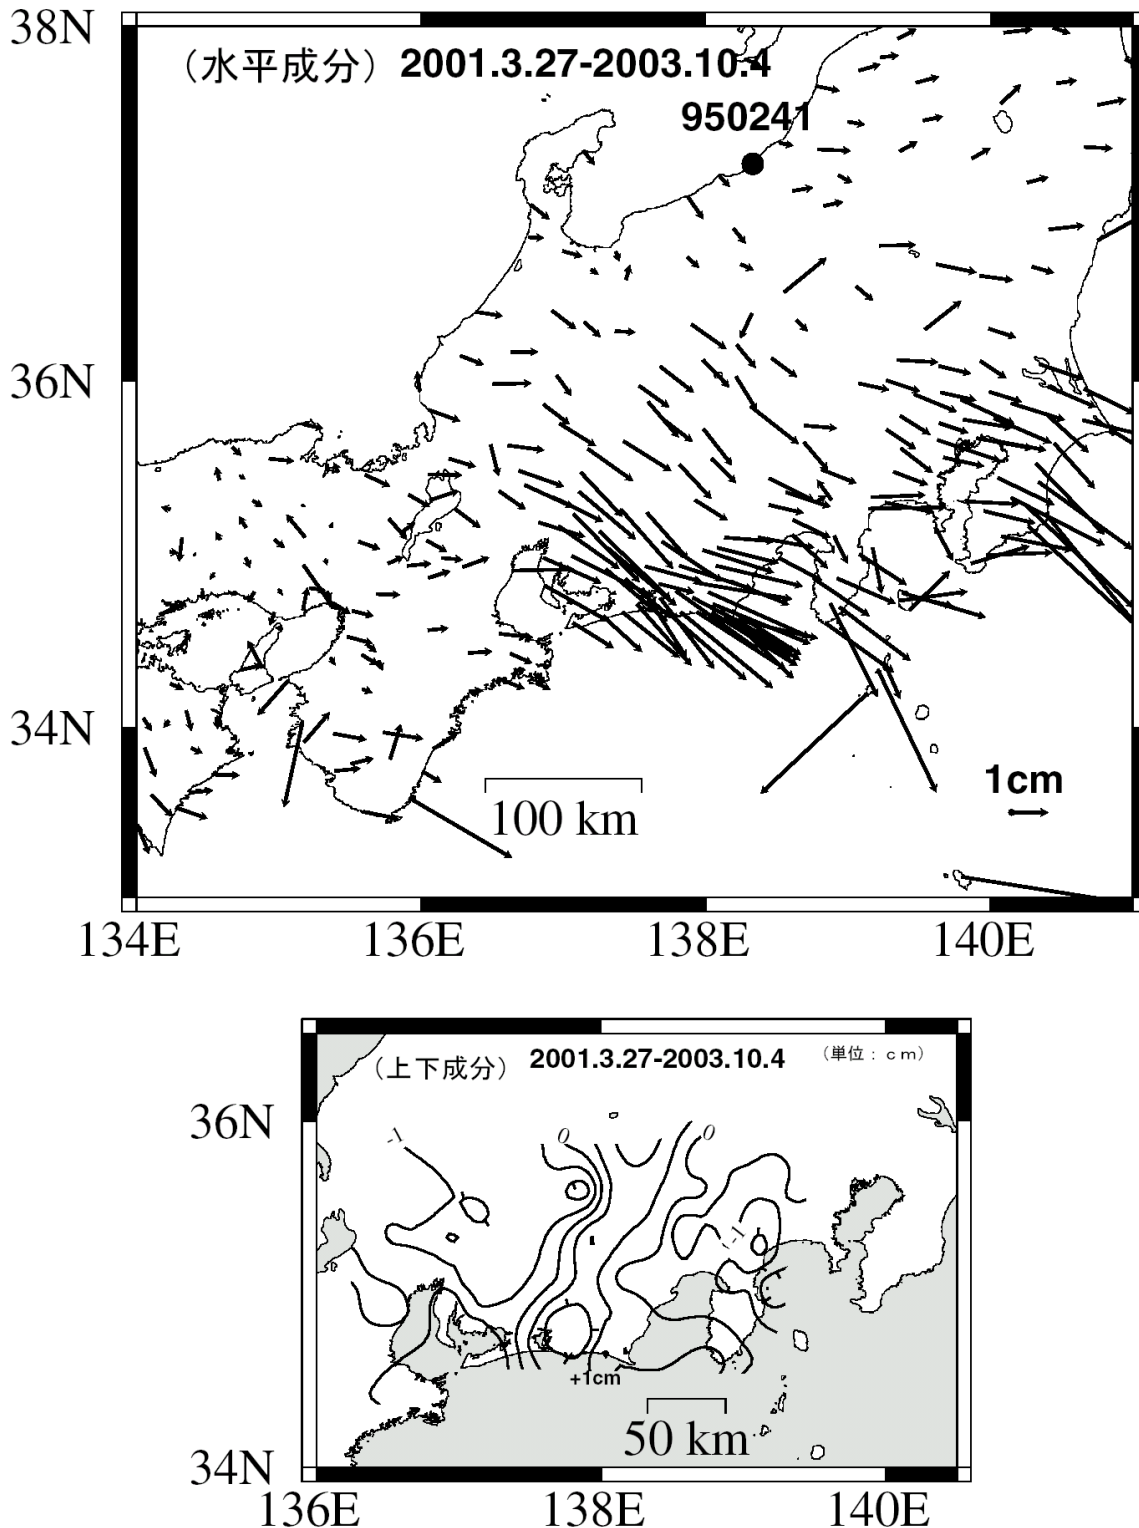 38N
（水平成分）2001.3.27-2003.10.4
950241
36N
34N
1cm
100 km
134E 136E 138E 140E
（上下成分） 2001.3.27-2003.10.4 （単位：ｃｍ）
36N
-1 0 0
-1
+1cm
50 km
34N
136E 138E 140E